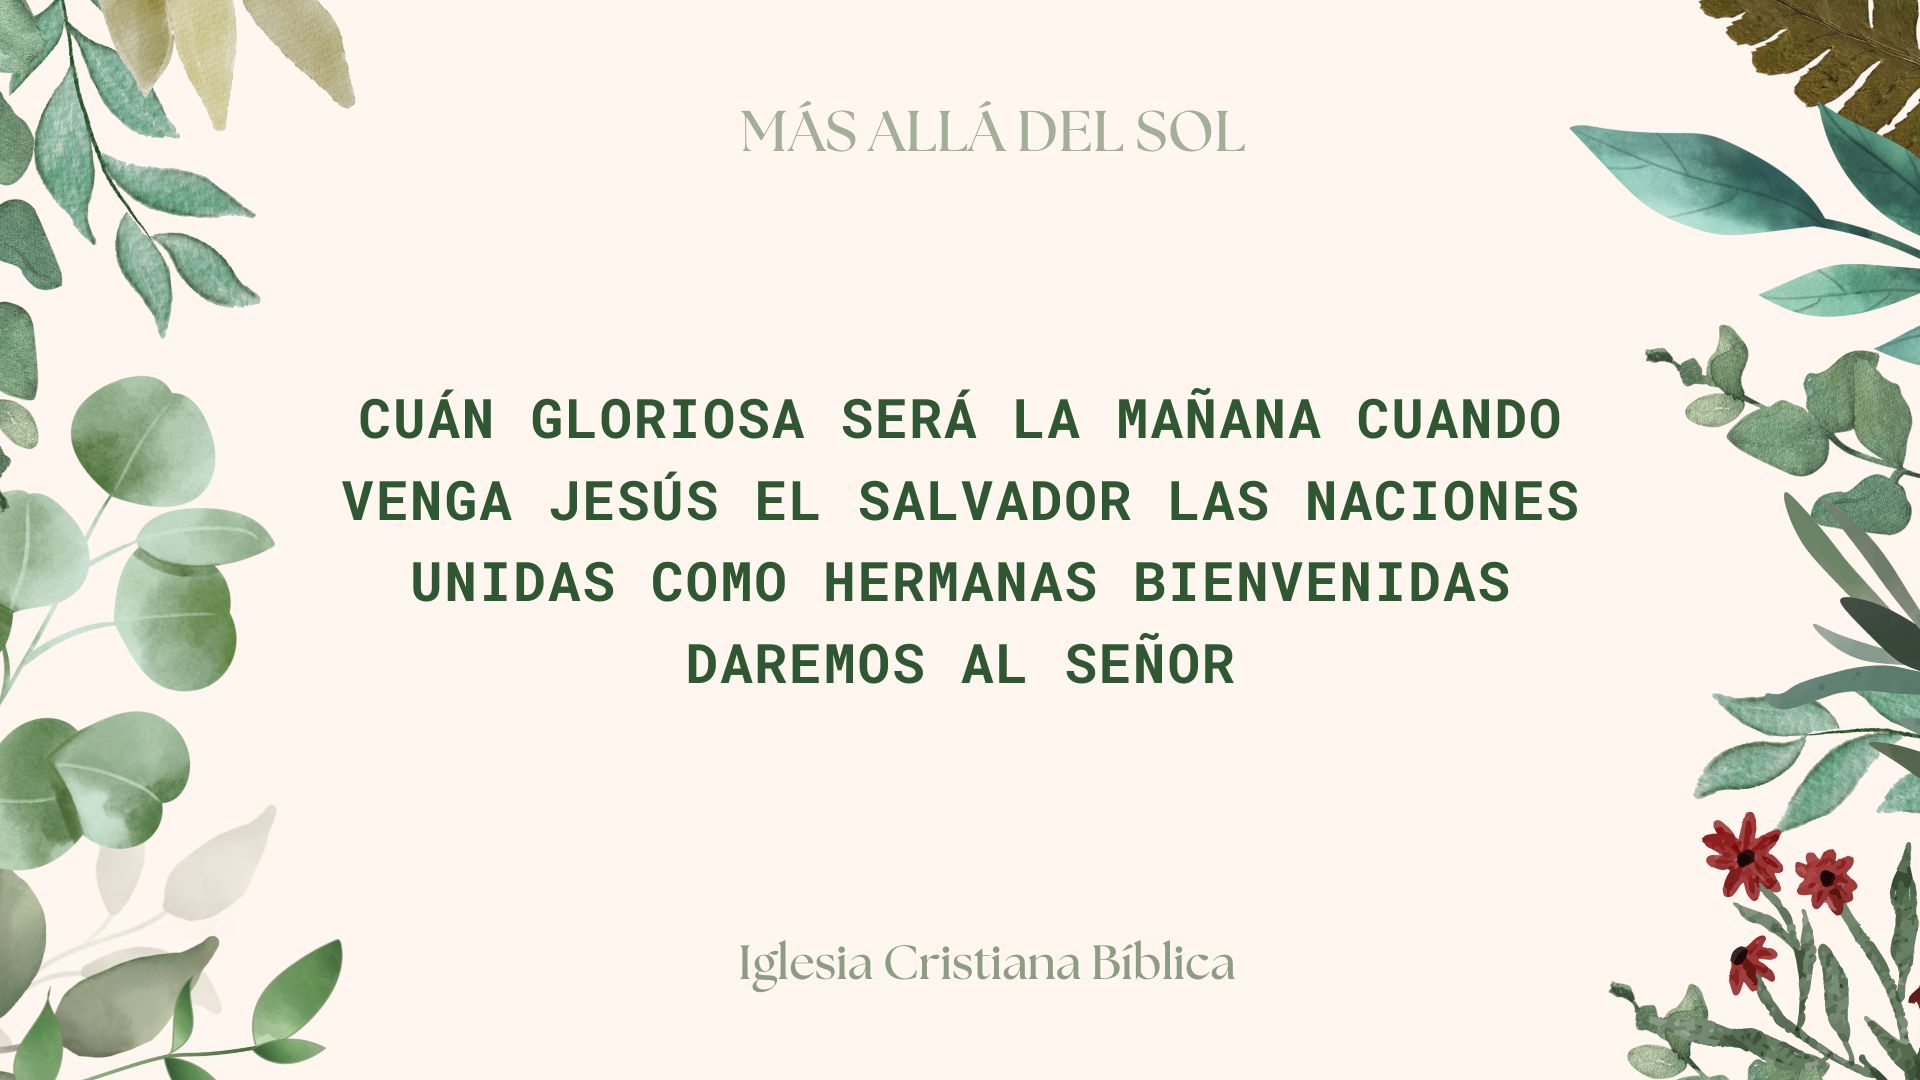 MÁS ALLÁ DEL SOL
CUÁN GLORIOSA SERÁ LA MAÑANA CUANDO
VENGA JESÚS EL SALVADOR LAS NACIONES
UNIDAS COMO HERMANAS BIENVENIDAS
DAREMOS AL SEÑOR
Iglesia Cristiana Bíblica